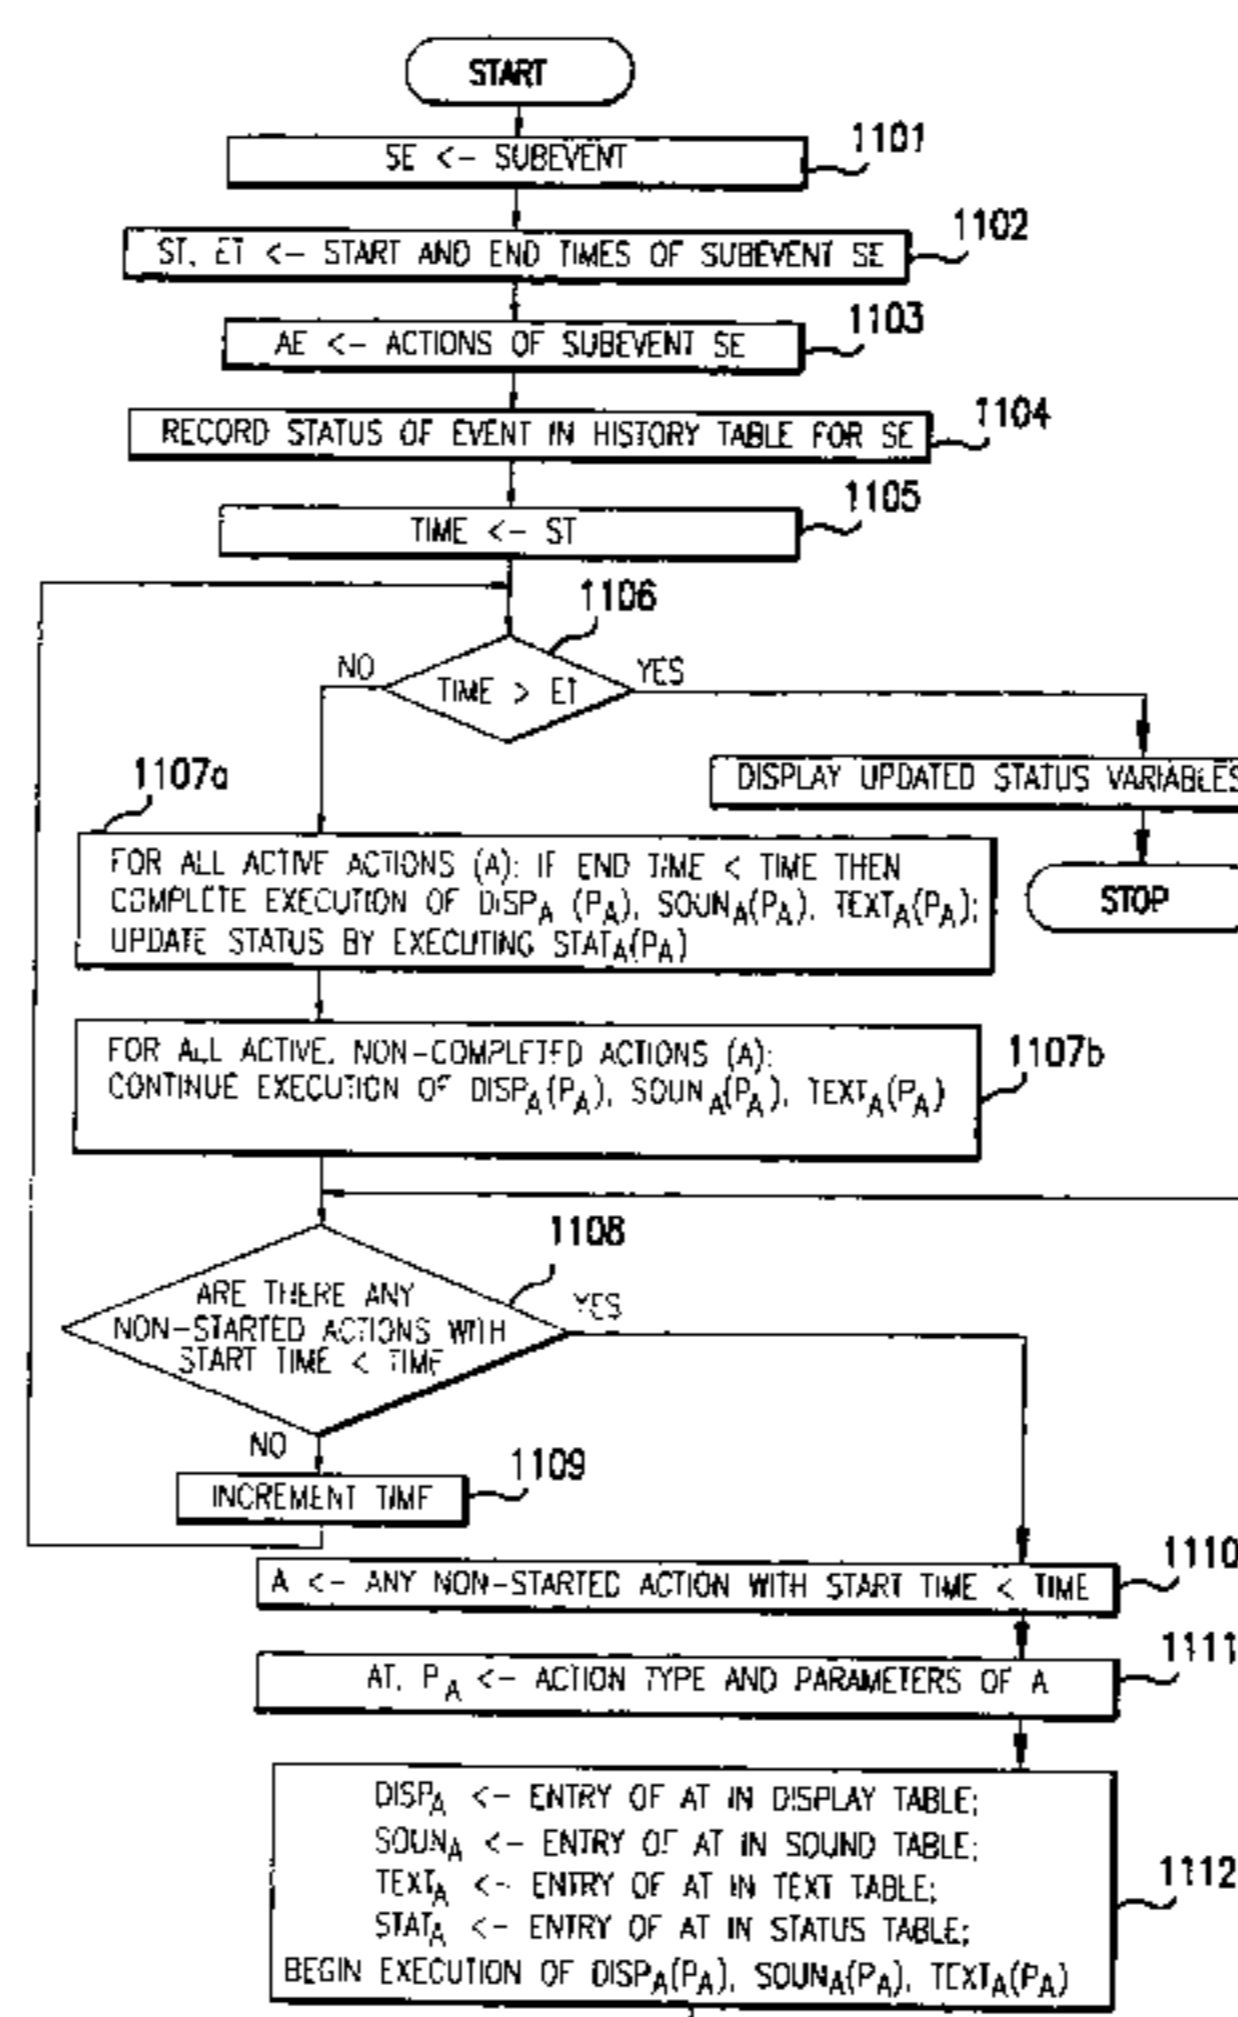 START
1101
SE <- SUBEVENT
1102
ST, ET <- START AND END TIMES OF SUBEVENT SE
1103
AE <- ACTIONS OF SUBEVENT SE
1104
RECORD STATUS OF EVENT IN HISTORY TABLE FOR SE
1105
TIME <- ST
1106
NO
TIME > ET
YES
DISPLAY UPDATED STATUS VARIABLES
STOP
1107a
FOR ALL ACTIVE ACTIONS (A): IF END TIME < TIME THEN
COMPLETE EXECUTION OF DISPA (PA), SOUNA(PA), TEXTA(PA);
UPDATE STATUS BY EXECUTING STATA(PA)
1107b
FOR ALL ACTIVE, NON-COMPLETED ACTIONS (A):
CONTINUE EXECUTION OF DISPA(PA), SOUNA(PA), TEXTA(PA)
1108
ARE THERE ANY
NON-STARTED ACTIONS WITH
START TIME < TIME
YES
NO
1109
INCREMENT TIME
1110
A <- ANY NON-STARTED ACTION WITH START TIME < TIME
1111
AT, PA <- ACTION TYPE AND PARAMETERS OF A
1112
DISPA <- ENTRY OF AT IN DISPLAY TABLE;
SOUNA <- ENTRY OF AT IN SOUND TABLE;
TEXTA <- ENTRY OF AT IN TEXT TABLE;
STATA <- ENTRY OF AT IN STATUS TABLE;
BEGIN EXECUTION OF DISPA(PA), SOUNA(PA), TEXTA(PA)